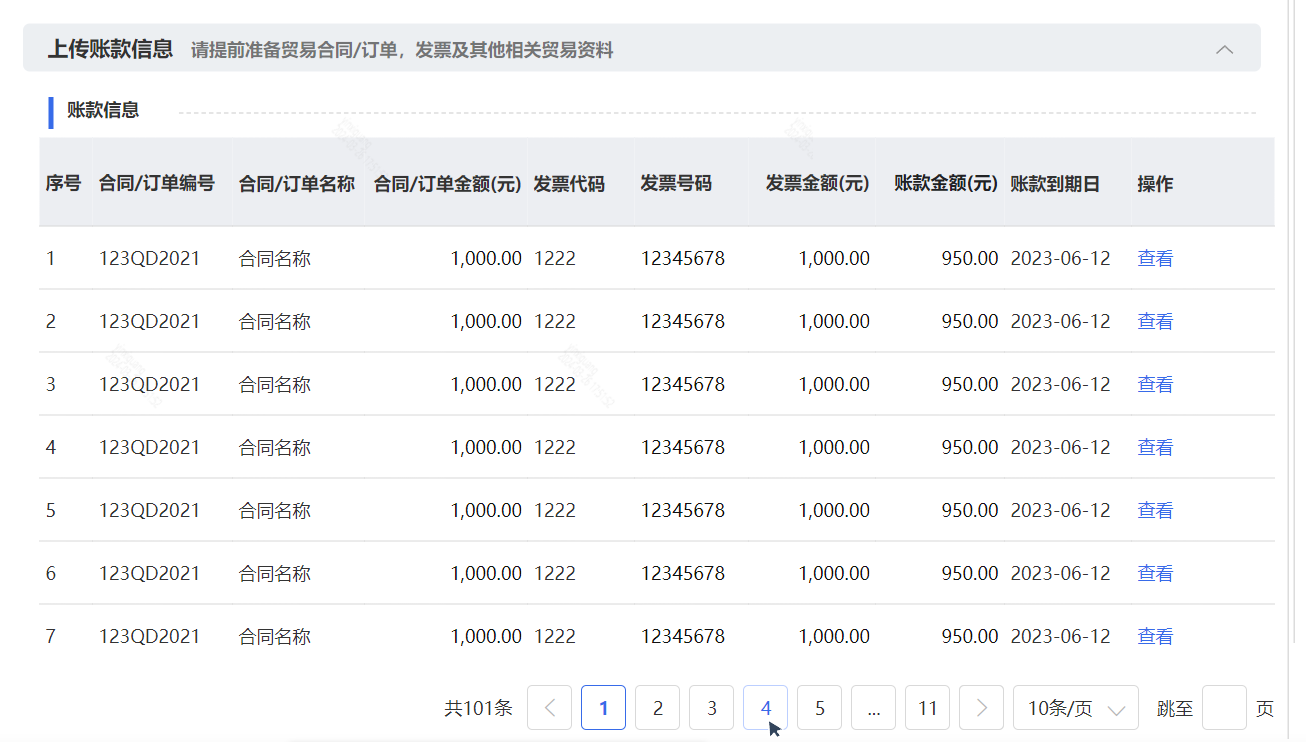 上传账款信息 请提前准备贸易合同/订单，发票及其他相关贸易资料
账款信息
序号 合同/订单编号 合同/订单名称 合同/订单金额(元) 发票代码 发票号码 发票金额(元) 账款金额(元) 账款到期日 操作
1 123QD2021 合同名称 1,000.00 1222 12345678 1,000.00 950.00 2023-06-12 查看
2 123QD2021 合同名称 1,000.00 1222 12345678 1,000.00 950.00 2023-06-12 查看
3 123QD2021 合同名称 1,000.00 1222 12345678 1,000.00 950.00 2023-06-12 查看
4 123QD2021 合同名称 1,000.00 1222 12345678 1,000.00 950.00 2023-06-12 查看
5 123QD2021 合同名称 1,000.00 1222 12345678 1,000.00 950.00 2023-06-12 查看
6 123QD2021 合同名称 1,000.00 1222 12345678 1,000.00 950.00 2023-06-12 查看
7 123QD2021 合同名称 1,000.00 1222 12345678 1,000.00 950.00 2023-06-12 查看
共101条 1 2 3 4 5 ... 11 10条/页 跳至 页